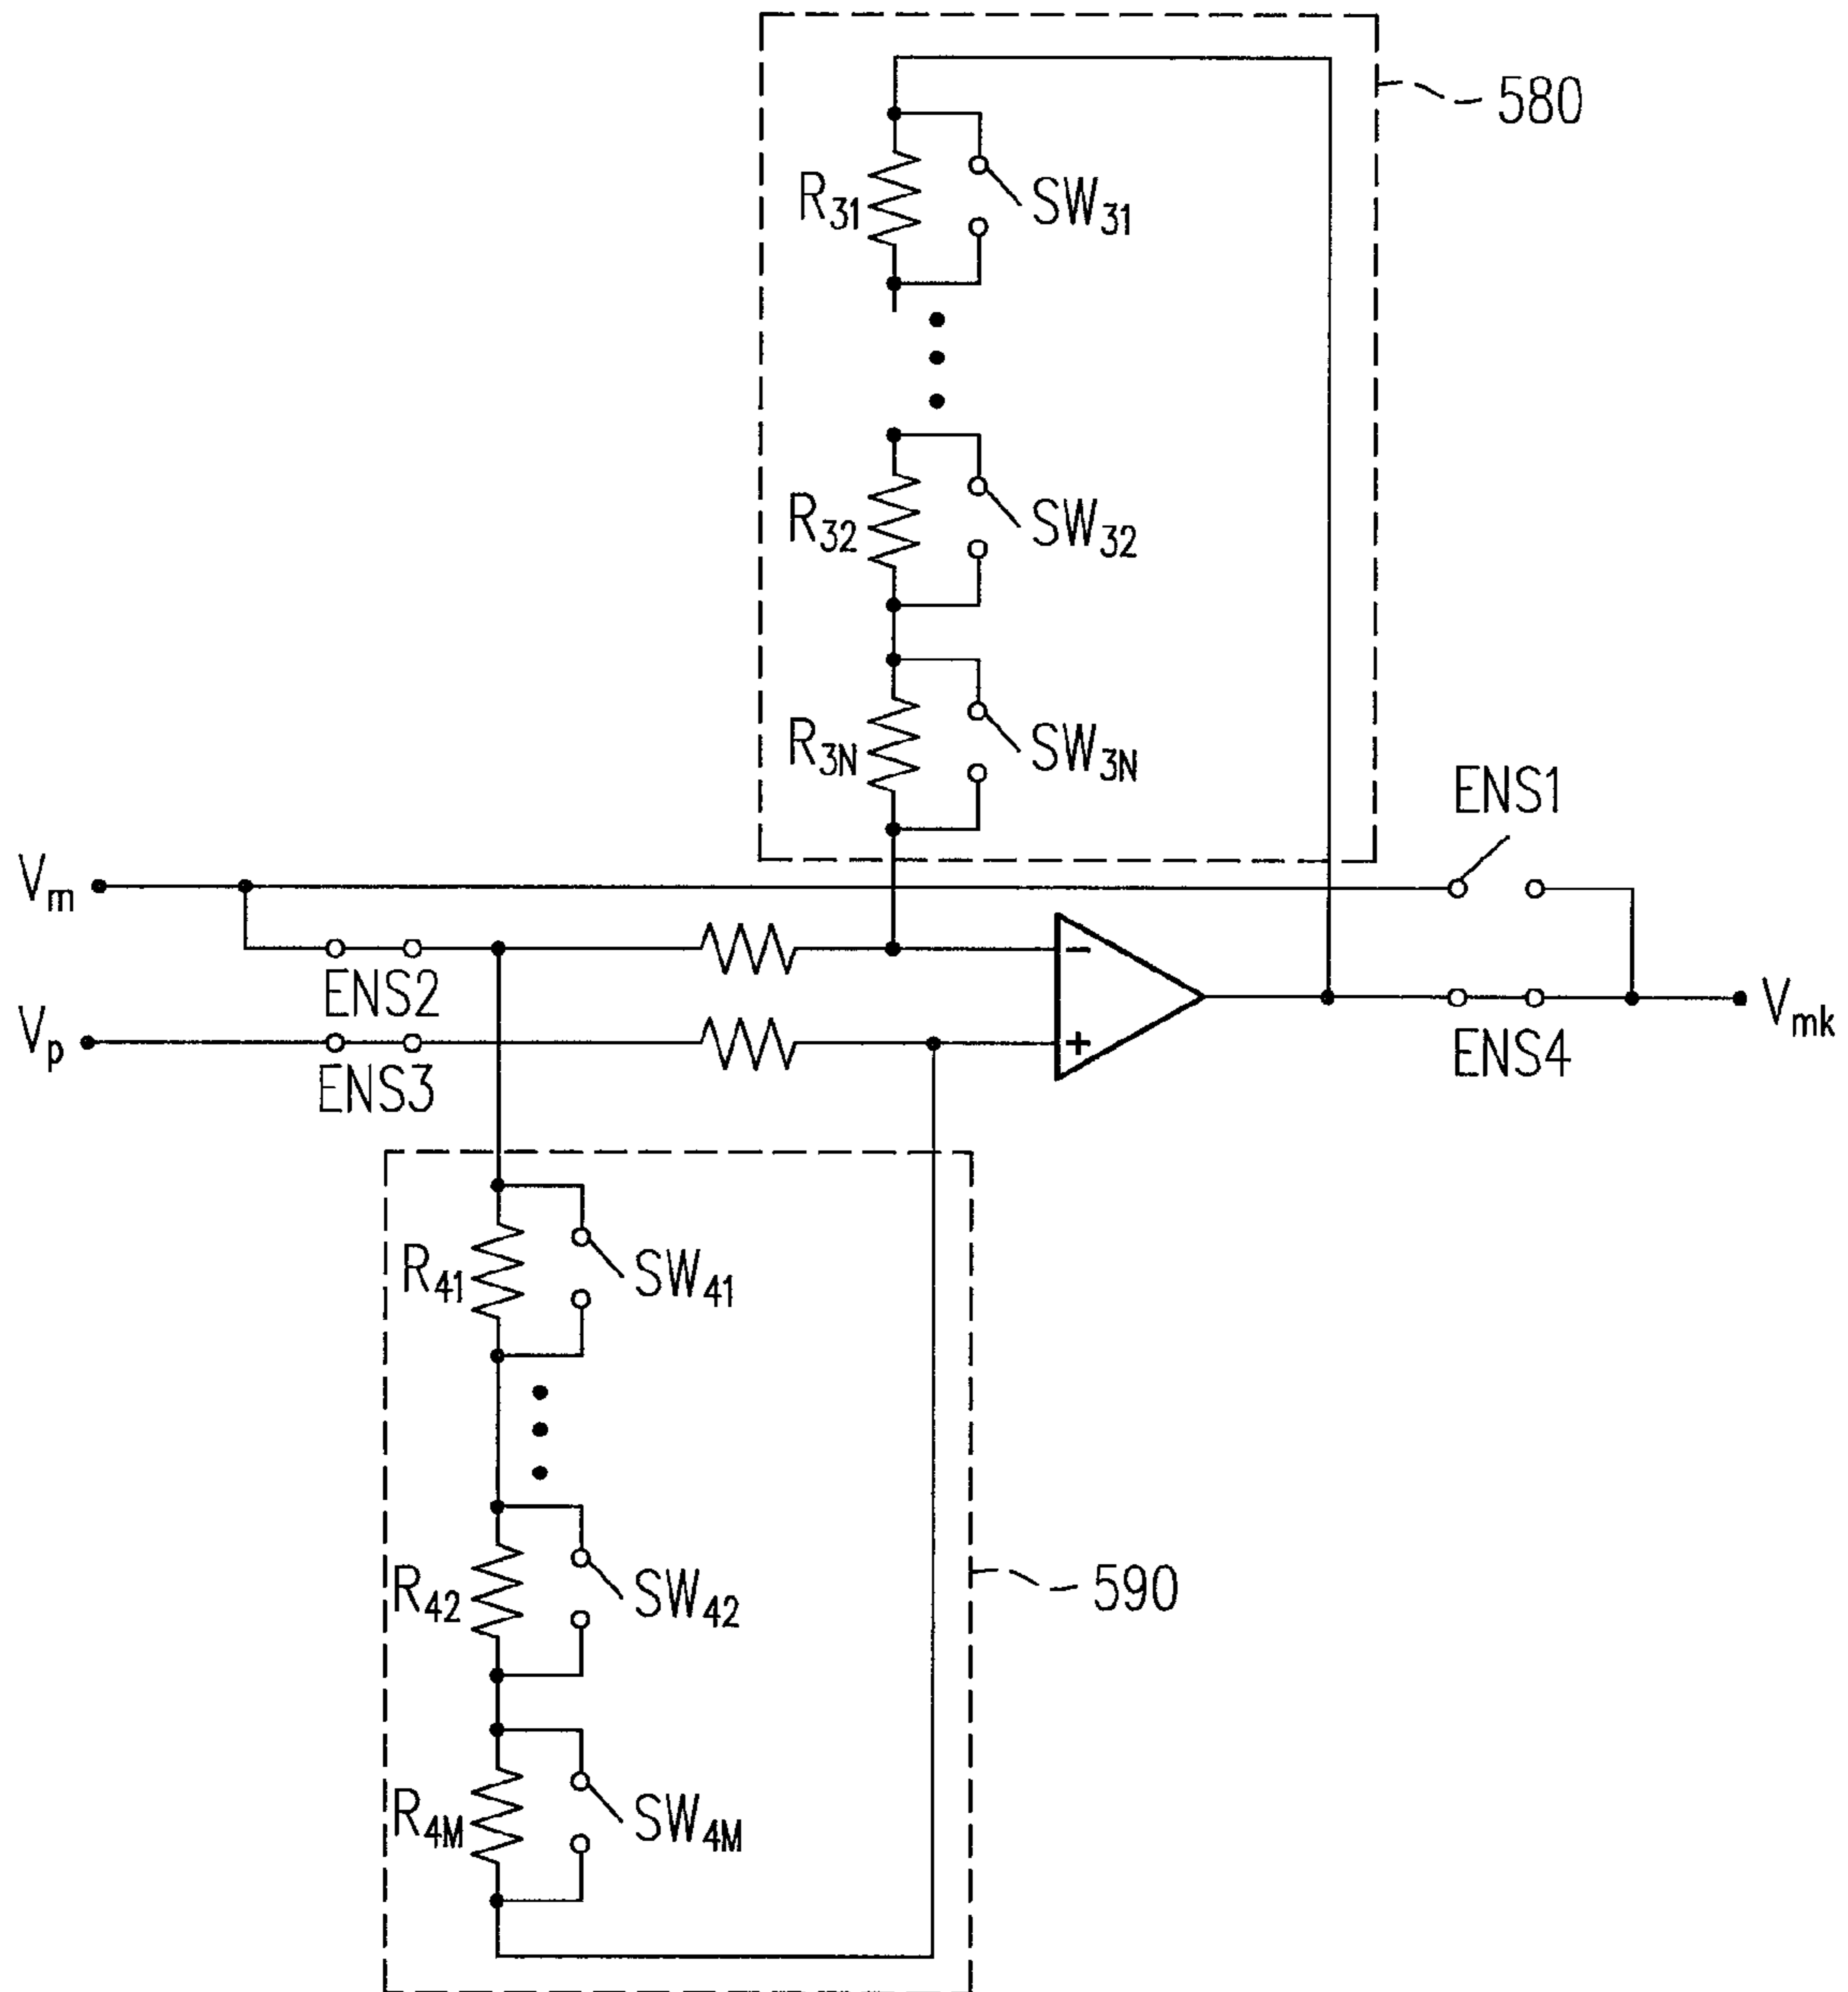 580
R31
SW31
R32
SW32
R3N
SW3N
ENS1
Vm
ENS2
Vp
ENS3
-
+
ENS4
Vmk
R41
SW41
R42
SW42
590
R4M
SW4M